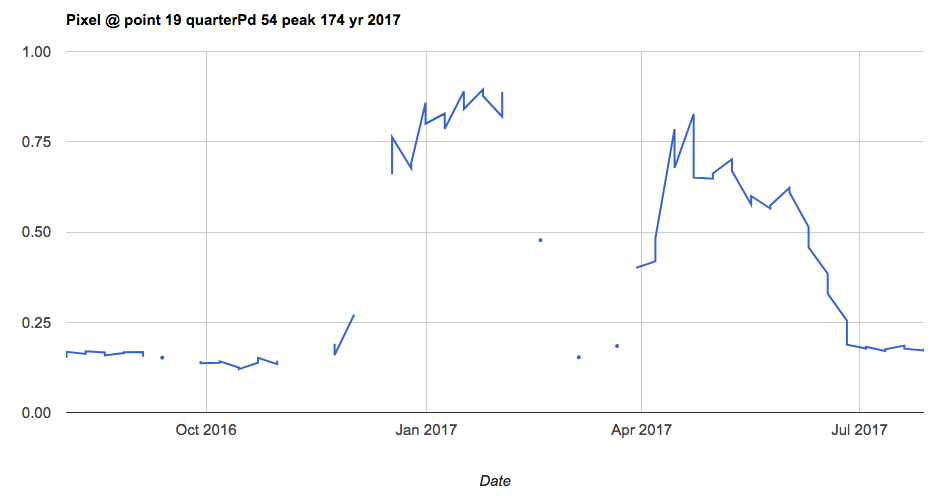 Pixel @ point 19 quarterPd 54 peak 174 yr 2017
1.00
0.75
0.50
0.25
0.00
Oct 2016 Jan 2017 Apr 2017 Jul 2017
Date